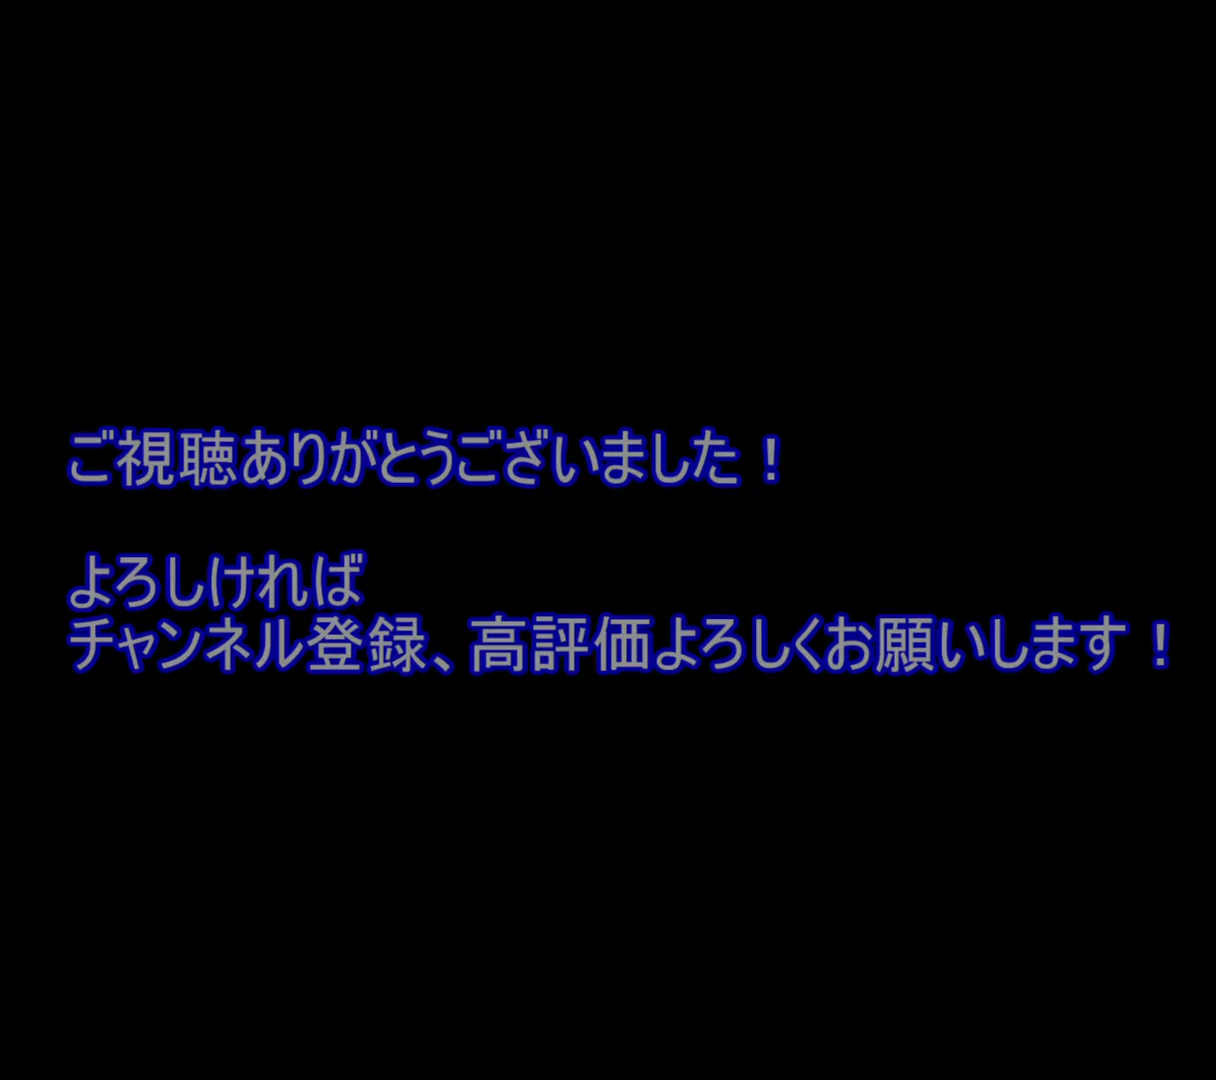 ご視聴ありがとうございました！
よろしければ
チャンネル登録、高評価よろしくお願いします！